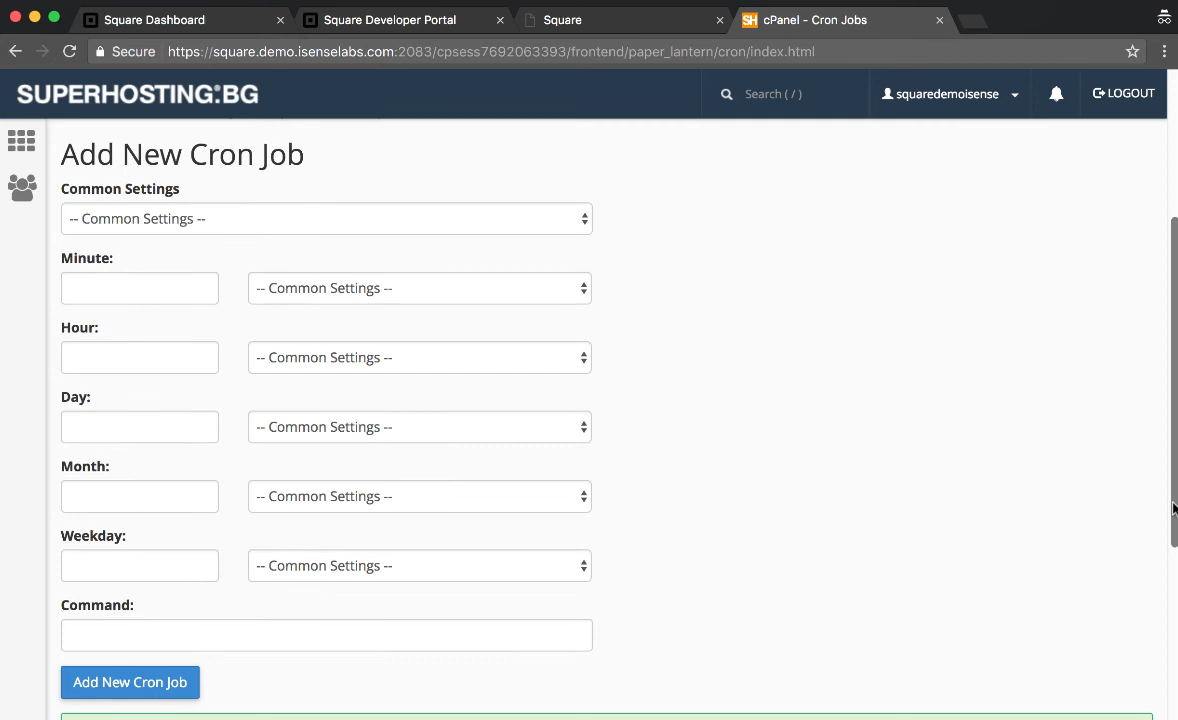 Square Dashboard
Square Developer Portal
Square
SH cPanel - Cron Jobs
Secure https://square.demo.isenselabs.com:2083/cpsess7692063393/frontend/paper_lantern/cron/index.html
SUPERHOSTING.BG
Search ( / )
squaredemoisense
LOGOUT
Add New Cron Job
Common Settings
-- Common Settings --
Minute:
-- Common Settings --
Hour:
-- Common Settings --
Day:
-- Common Settings --
Month:
-- Common Settings --
Weekday:
-- Common Settings --
Command:
Add New Cron Job